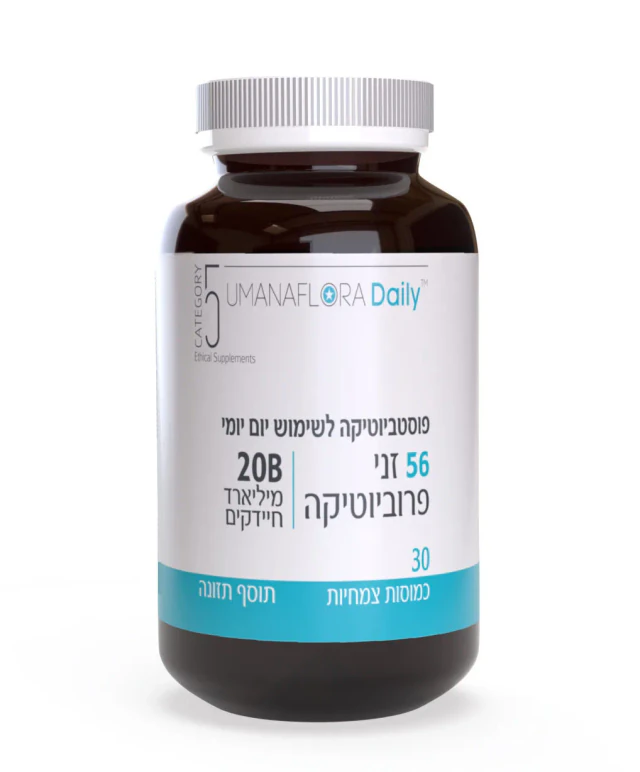 CATEGORY 5
Ethical Supplements
UMANAFLORA Daily™
פוסטביוטיקה לשימוש יום יומי
56 זני
פרוביוטיקה
20B
מיליארד
חיידקים
30
כמוסות צמחיות
תוסף תזונה